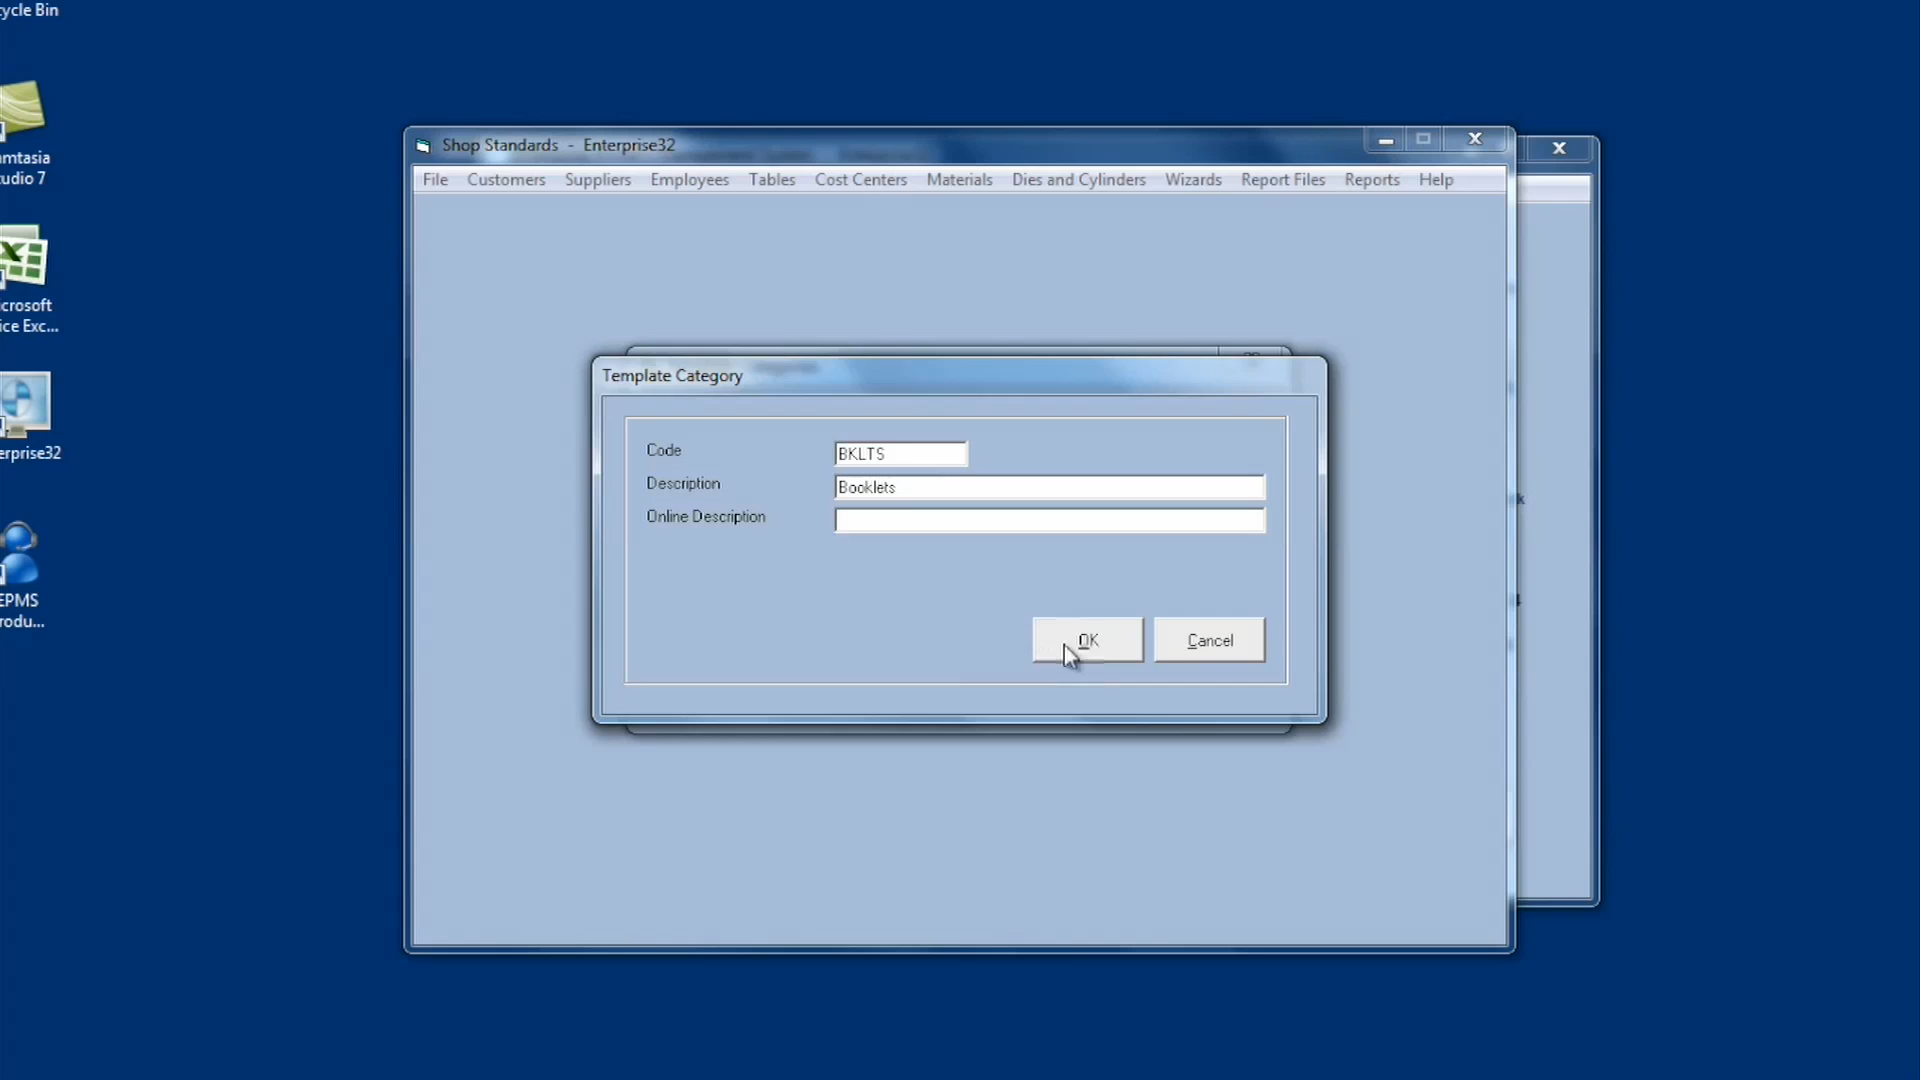 ycle Bin
mtasia
udio 7
icrosoft
ice Exc...
erprise32
EPMS
rodu...
Shop Standards - Enterprise32
File Customers Suppliers Employees Tables Cost Centers Materials Dies and Cylinders Wizards Report Files Reports Help
Template Category
Code BKLTS
Description Booklets
Online Description
OK Cancel